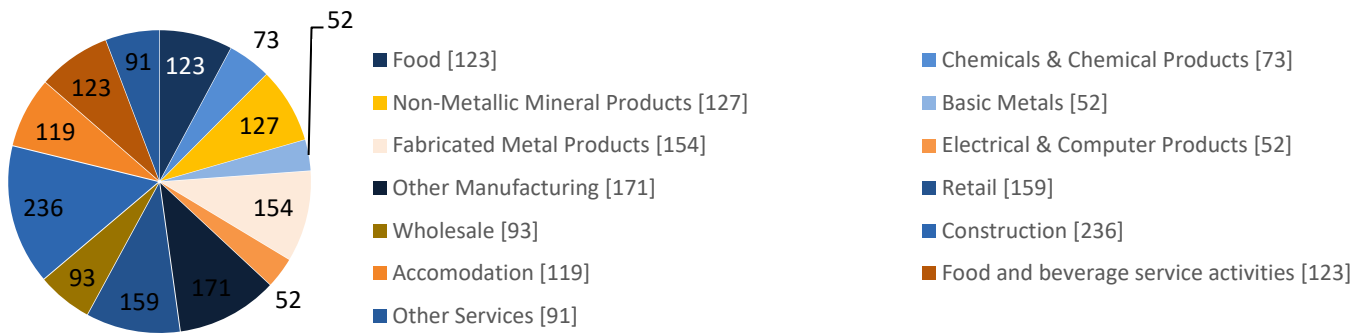 52
73
91
123
123
127
119
154
236
93
159
171
52
Food [123]
Chemicals & Chemical Products [73]
Non-Metallic Mineral Products [127]
Basic Metals [52]
Fabricated Metal Products [154]
Electrical & Computer Products [52]
Other Manufacturing [171]
Retail [159]
Wholesale [93]
Construction [236]
Accomodation [119]
Food and beverage service activities [123]
Other Services [91]